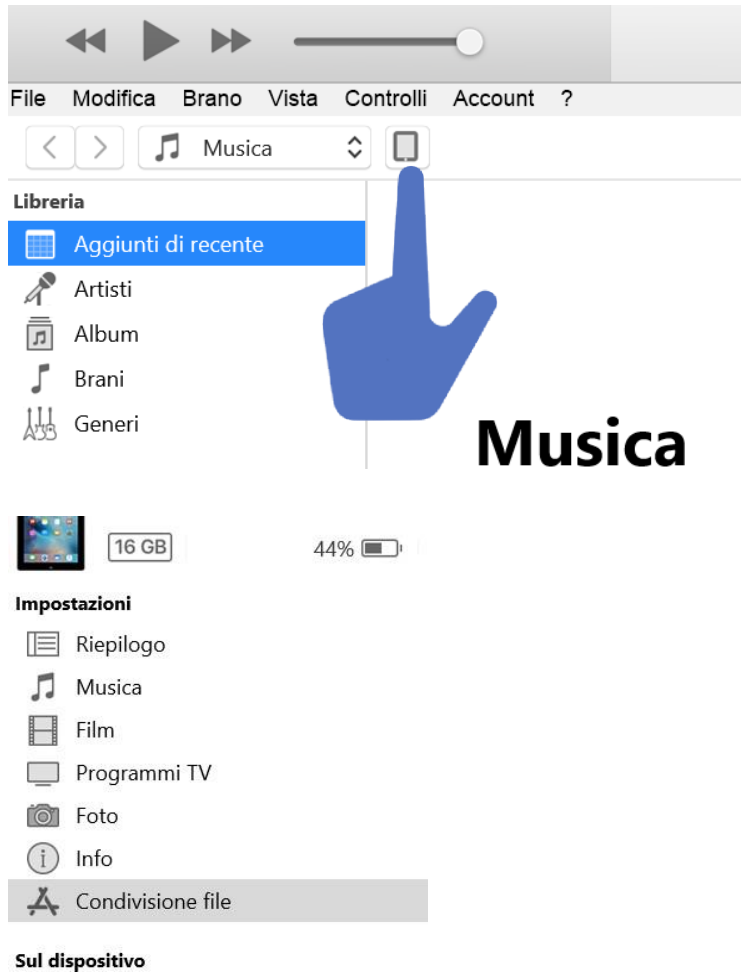 File Modifica Brano Vista Controlli Account ?
Musica
Libreria
Aggiunti di recente
Artisti
Album
Brani
Generi
Musica
16 GB 44%
Impostazioni
Riepilogo
Musica
Film
Programmi TV
Foto
Info
Condivisione file
Sul dispositivo